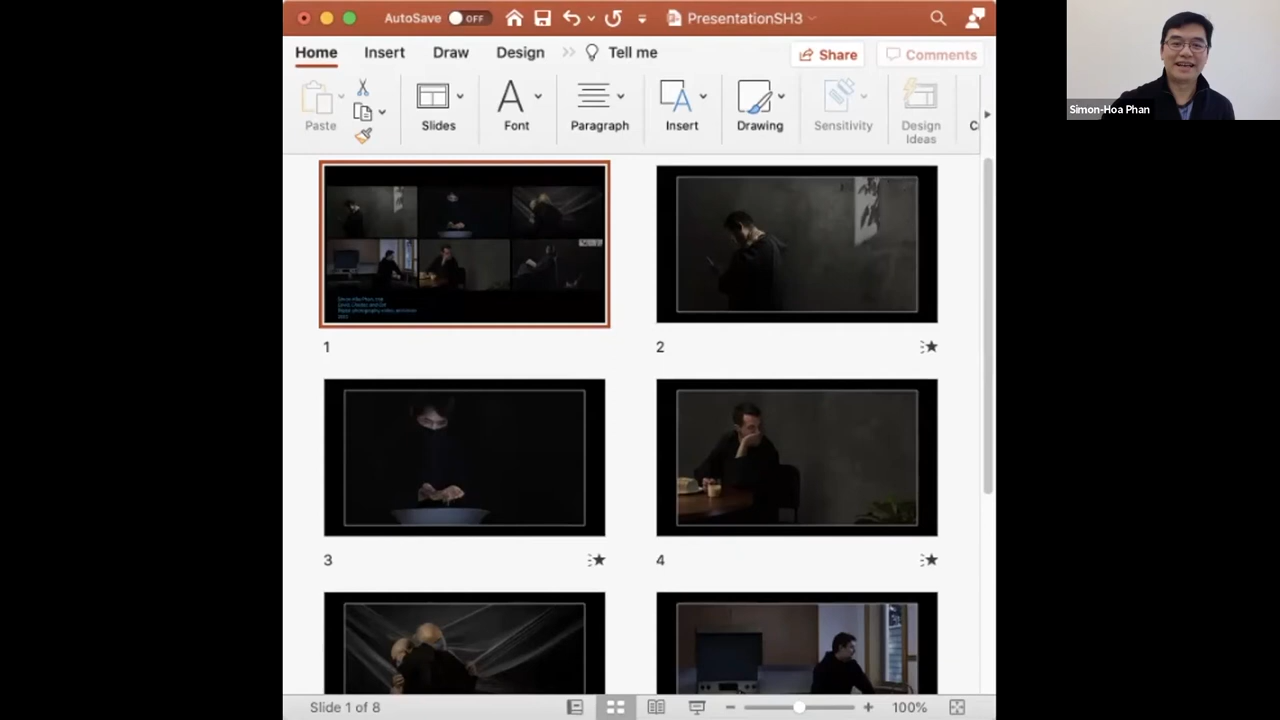 AutoSave OFF PresentationSH3
Home Insert Draw Design Tell me Share Comments
Paste Slides Font Paragraph Insert Drawing Sensitivity Design Ideas C
Simon-Hoa Phan
1 2
3 4
Slide 1 of 8 100%